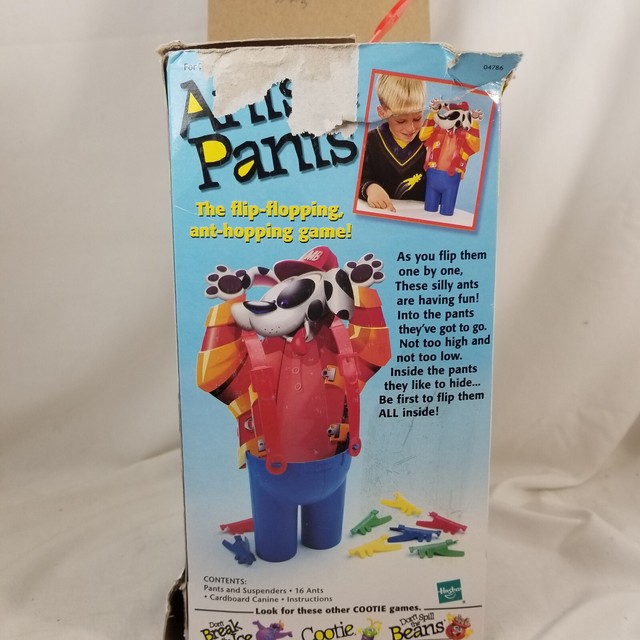 04786
Ants
Pants
The flip-flopping,
ant-hopping game!
As you flip them
one by one,
These silly ants
are having fun!
Into the pants
they've got to go.
Not too high and
not too low.
Inside the pants
they like to hide...
Be first to flip them
ALL inside!
CONTENTS:
Pants and Suspenders • 16 Ants
• Cardboard Canine • Instructions
Hasbro
Look for these other COOTIE games.
Don't
Break
Ice
Cootie
Don't Spill
the
Beans